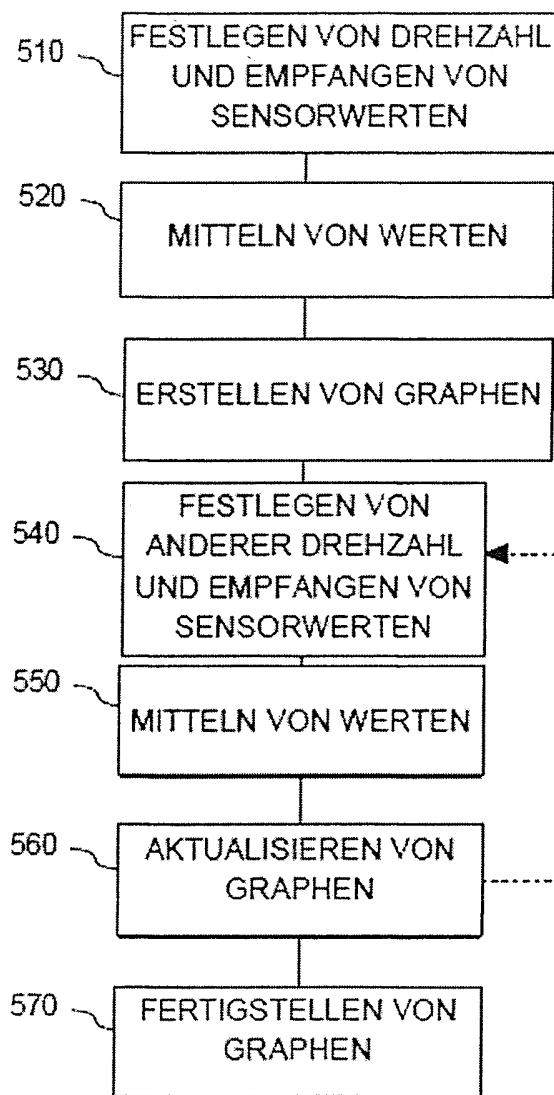 510
FESTLEGEN VON DREHZAHL
UND EMPFANGEN VON
SENSORWERTEN
520
MITTELN VON WERTEN
530
ERSTELLEN VON GRAPHEN
540
FESTLEGEN VON
ANDERER DREHZAHL
UND EMPFANGEN VON
SENSORWERTEN
550
MITTELN VON WERTEN
560
AKTUALISIEREN VON
GRAPHEN
570
FERTIGSTELLEN VON
GRAPHEN